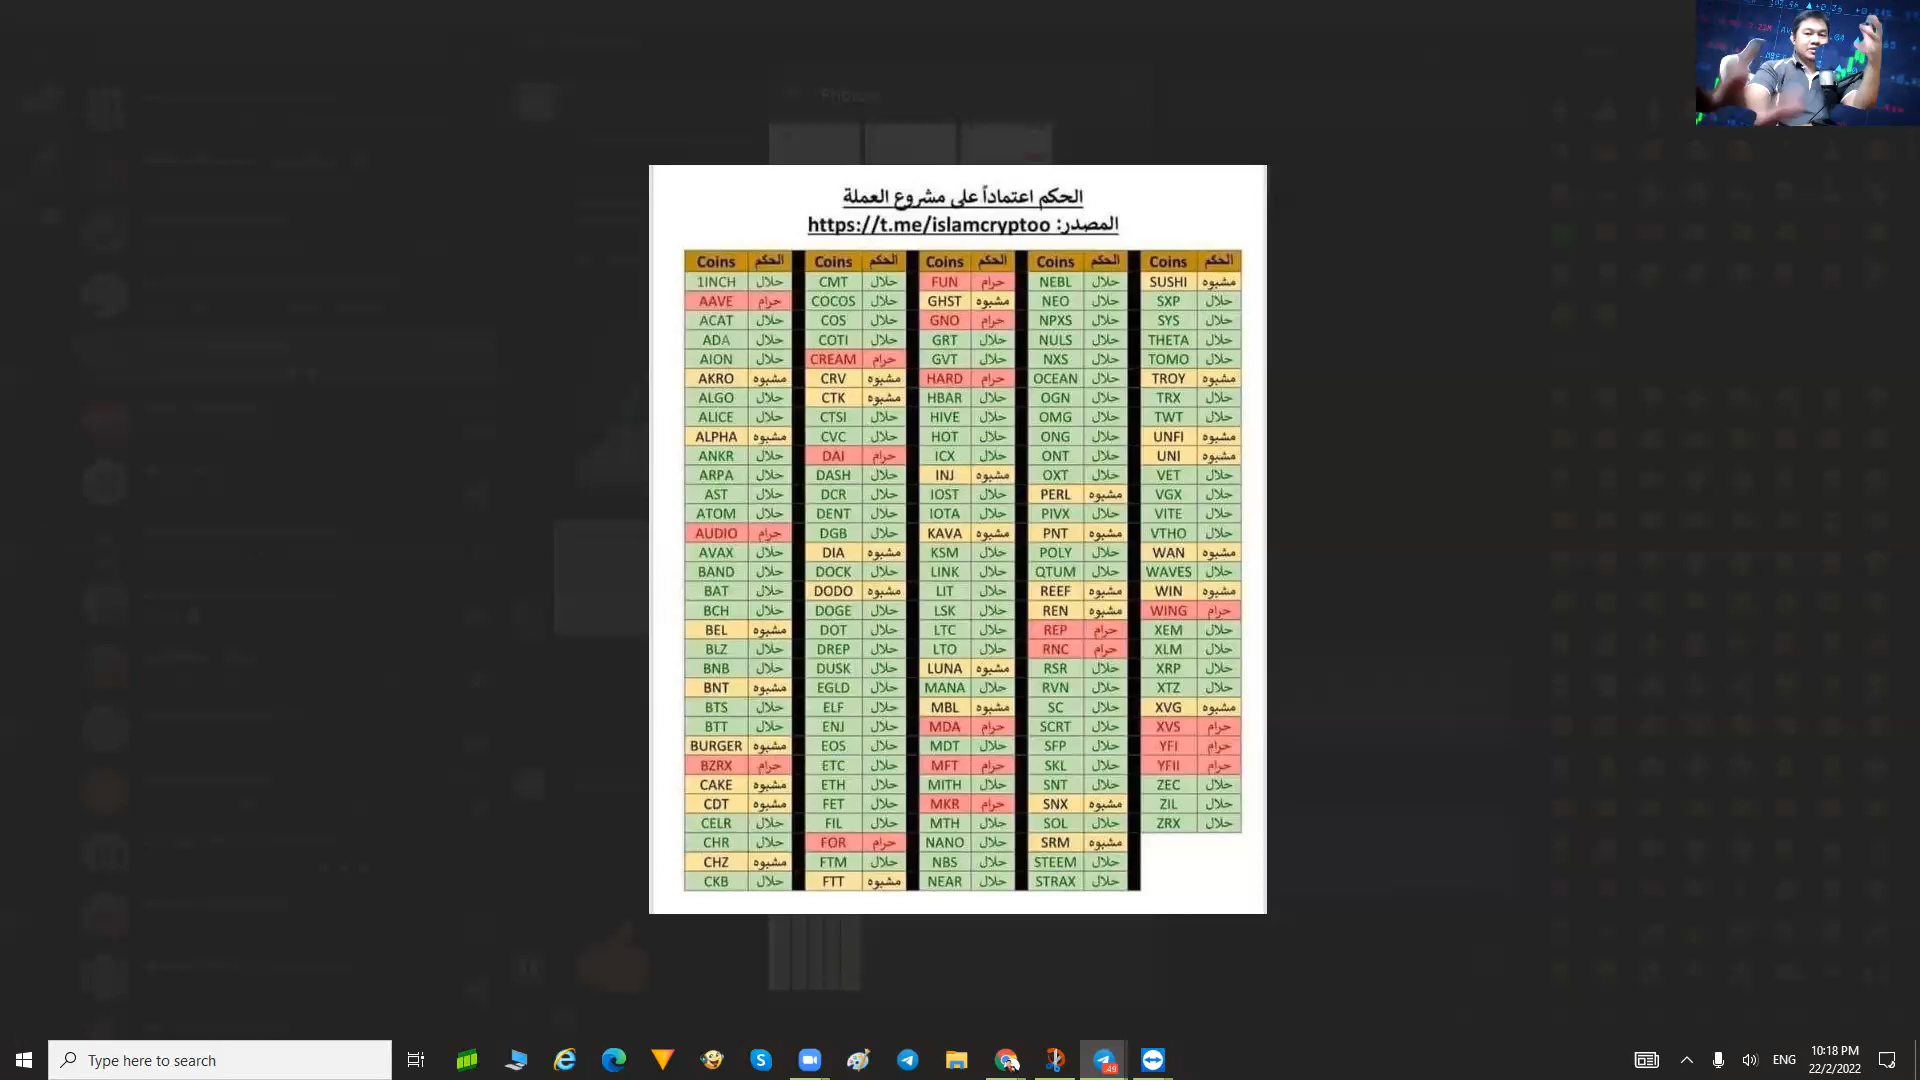 الحكم اعتماداً على مشروع العملة
المصدر: https://t.me/islamcryptoo
Coins الحكم Coins الحكم Coins الحكم Coins الحكم Coins الحكم
1INCH حلال CMT حلال FUN حرام NEBL حلال SUSHI مشبوه
AAVE حرام COCOS حلال GHST مشبوه NEO حلال SXP حلال
ACAT حلال COS حلال GNO حرام NPXS حلال SYS حلال
ADA حلال COTI حلال GRT حلال NULS حلال THETA حلال
AION حلال CREAM حرام GVT حلال NXS حلال TOMO حلال
AKRO مشبوه CRV مشبوه HARD حرام OCEAN حلال TROY مشبوه
ALGO حلال CTK مشبوه HBAR حلال OGN حلال TRX حلال
ALICE حلال CTSI حلال HIVE حلال OMG حلال TWT حلال
ALPHA مشبوه CVC حلال HOT حلال ONG حلال UNFI مشبوه
ANKR حلال DAI حرام ICX حلال ONT حلال UNI مشبوه
ARPA حلال DASH حلال INJ مشبوه OXT حلال VET حلال
AST حلال DCR حلال IOST حلال PERL مشبوه VGX حلال
ATOM حلال DENT حلال IOTA حلال PIVX حلال VITE حلال
AUDIO حرام DGB حلال KAVA مشبوه PNT مشبوه VTHO حلال
AVAX حلال DIA مشبوه KSM حلال POLY حلال WAN مشبوه
BAND حلال DOCK حلال LINK حلال QTUM حلال WAVES حلال
BAT حلال DODO مشبوه LIT حلال REEF مشبوه WIN مشبوه
BCH حلال DOGE حلال LSK حلال REN مشبوه WING حرام
BEL مشبوه DOT حلال LTC حلال REP حرام XEM حلال
BLZ حلال DREP حلال LTO حلال RNC حرام XLM حلال
BNB حلال DUSK حلال LUNA مشبوه RSR حلال XRP حلال
BNT مشبوه EGLD حلال MANA حلال RVN حلال XTZ حلال
BTS حلال ELF حلال MBL مشبوه SC حلال XVG مشبوه
BTT حلال ENJ حلال MDA حرام SCRT حلال XVS حرام
BURGER مشبوه EOS حلال MDT حلال SFP حلال YFI حرام
BZRX حرام ETC حلال MFT حرام SKL حلال YFII حرام
CAKE مشبوه ETH حلال MITH حلال SNT حلال ZEC حلال
CDT مشبوه FET حلال MKR حرام SNX مشبوه ZIL حلال
CELR حلال FIL حلال MTH حلال SOL حلال ZRX حلال
CHR حلال FOR حرام NANO حلال SRM مشبوه
CHZ مشبوه FTM حلال NBS حلال STEEM حلال
CKB حلال FTT مشبوه NEAR حلال STRAX حلال
Type here to search
ENG
10:18 PM
22/2/2022